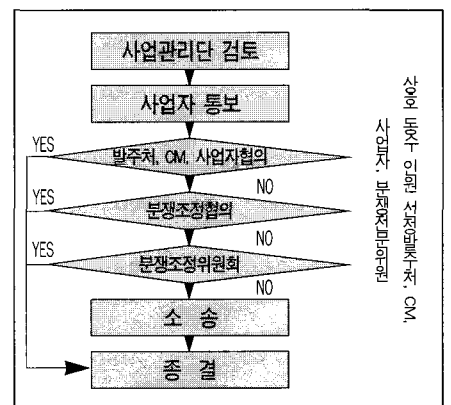 사업관리단 검토
사업자 통보
YES
발주처, CM, 사업자협의
NO
YES
분쟁조정협의
NO
YES
분쟁조정위원회
NO
소 송
종 결
상호 동수 인원 선정발주처, CM,
사업자, 분쟁전문위원